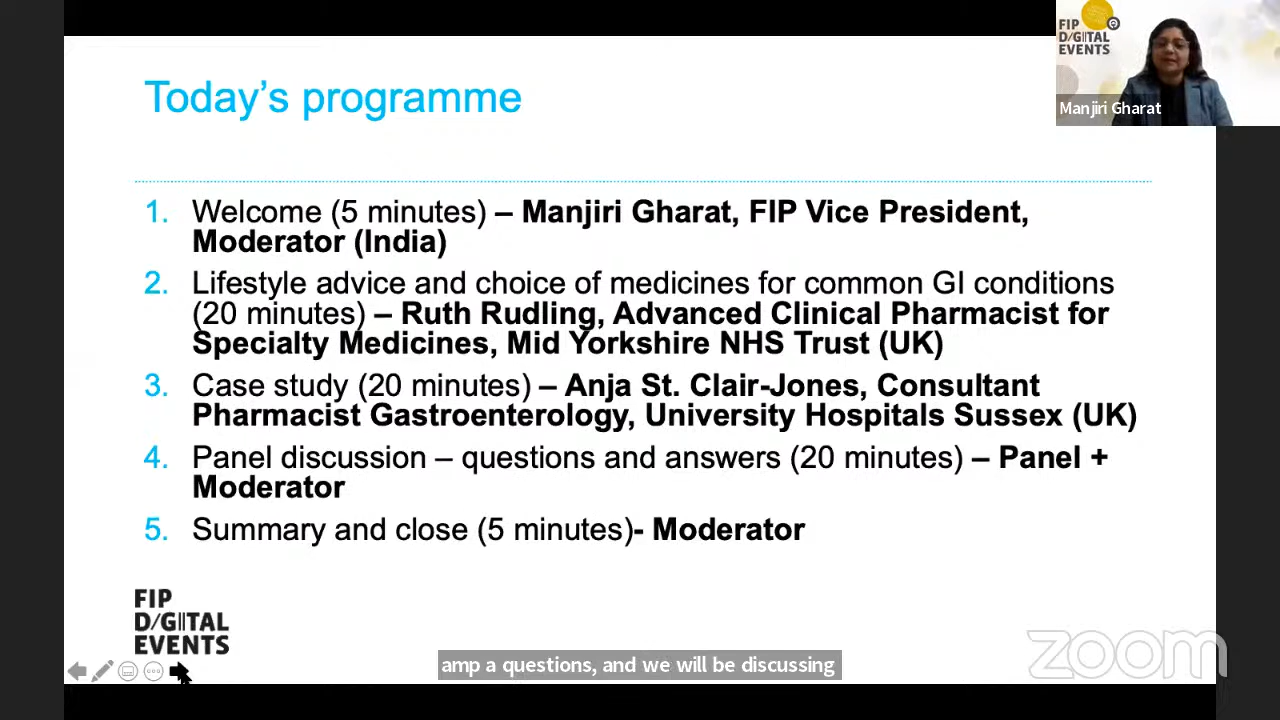 Today's programme
1. Welcome (5 minutes) – Manjiri Gharat, FIP Vice President,
Moderator (India)
2. Lifestyle advice and choice of medicines for common GI conditions
(20 minutes) – Ruth Rudling, Advanced Clinical Pharmacist for
Specialty Medicines, Mid Yorkshire NHS Trust (UK)
3. Case study (20 minutes) – Anja St. Clair-Jones, Consultant
Pharmacist Gastroenterology, University Hospitals Sussex (UK)
4. Panel discussion – questions and answers (20 minutes) – Panel +
Moderator
5. Summary and close (5 minutes)- Moderator
FIP
D/GITAL
EVENTS
amp a questions, and we will be discussing
zoom
FIP
D/GITAL
EVENTS
Manjiri Gharat